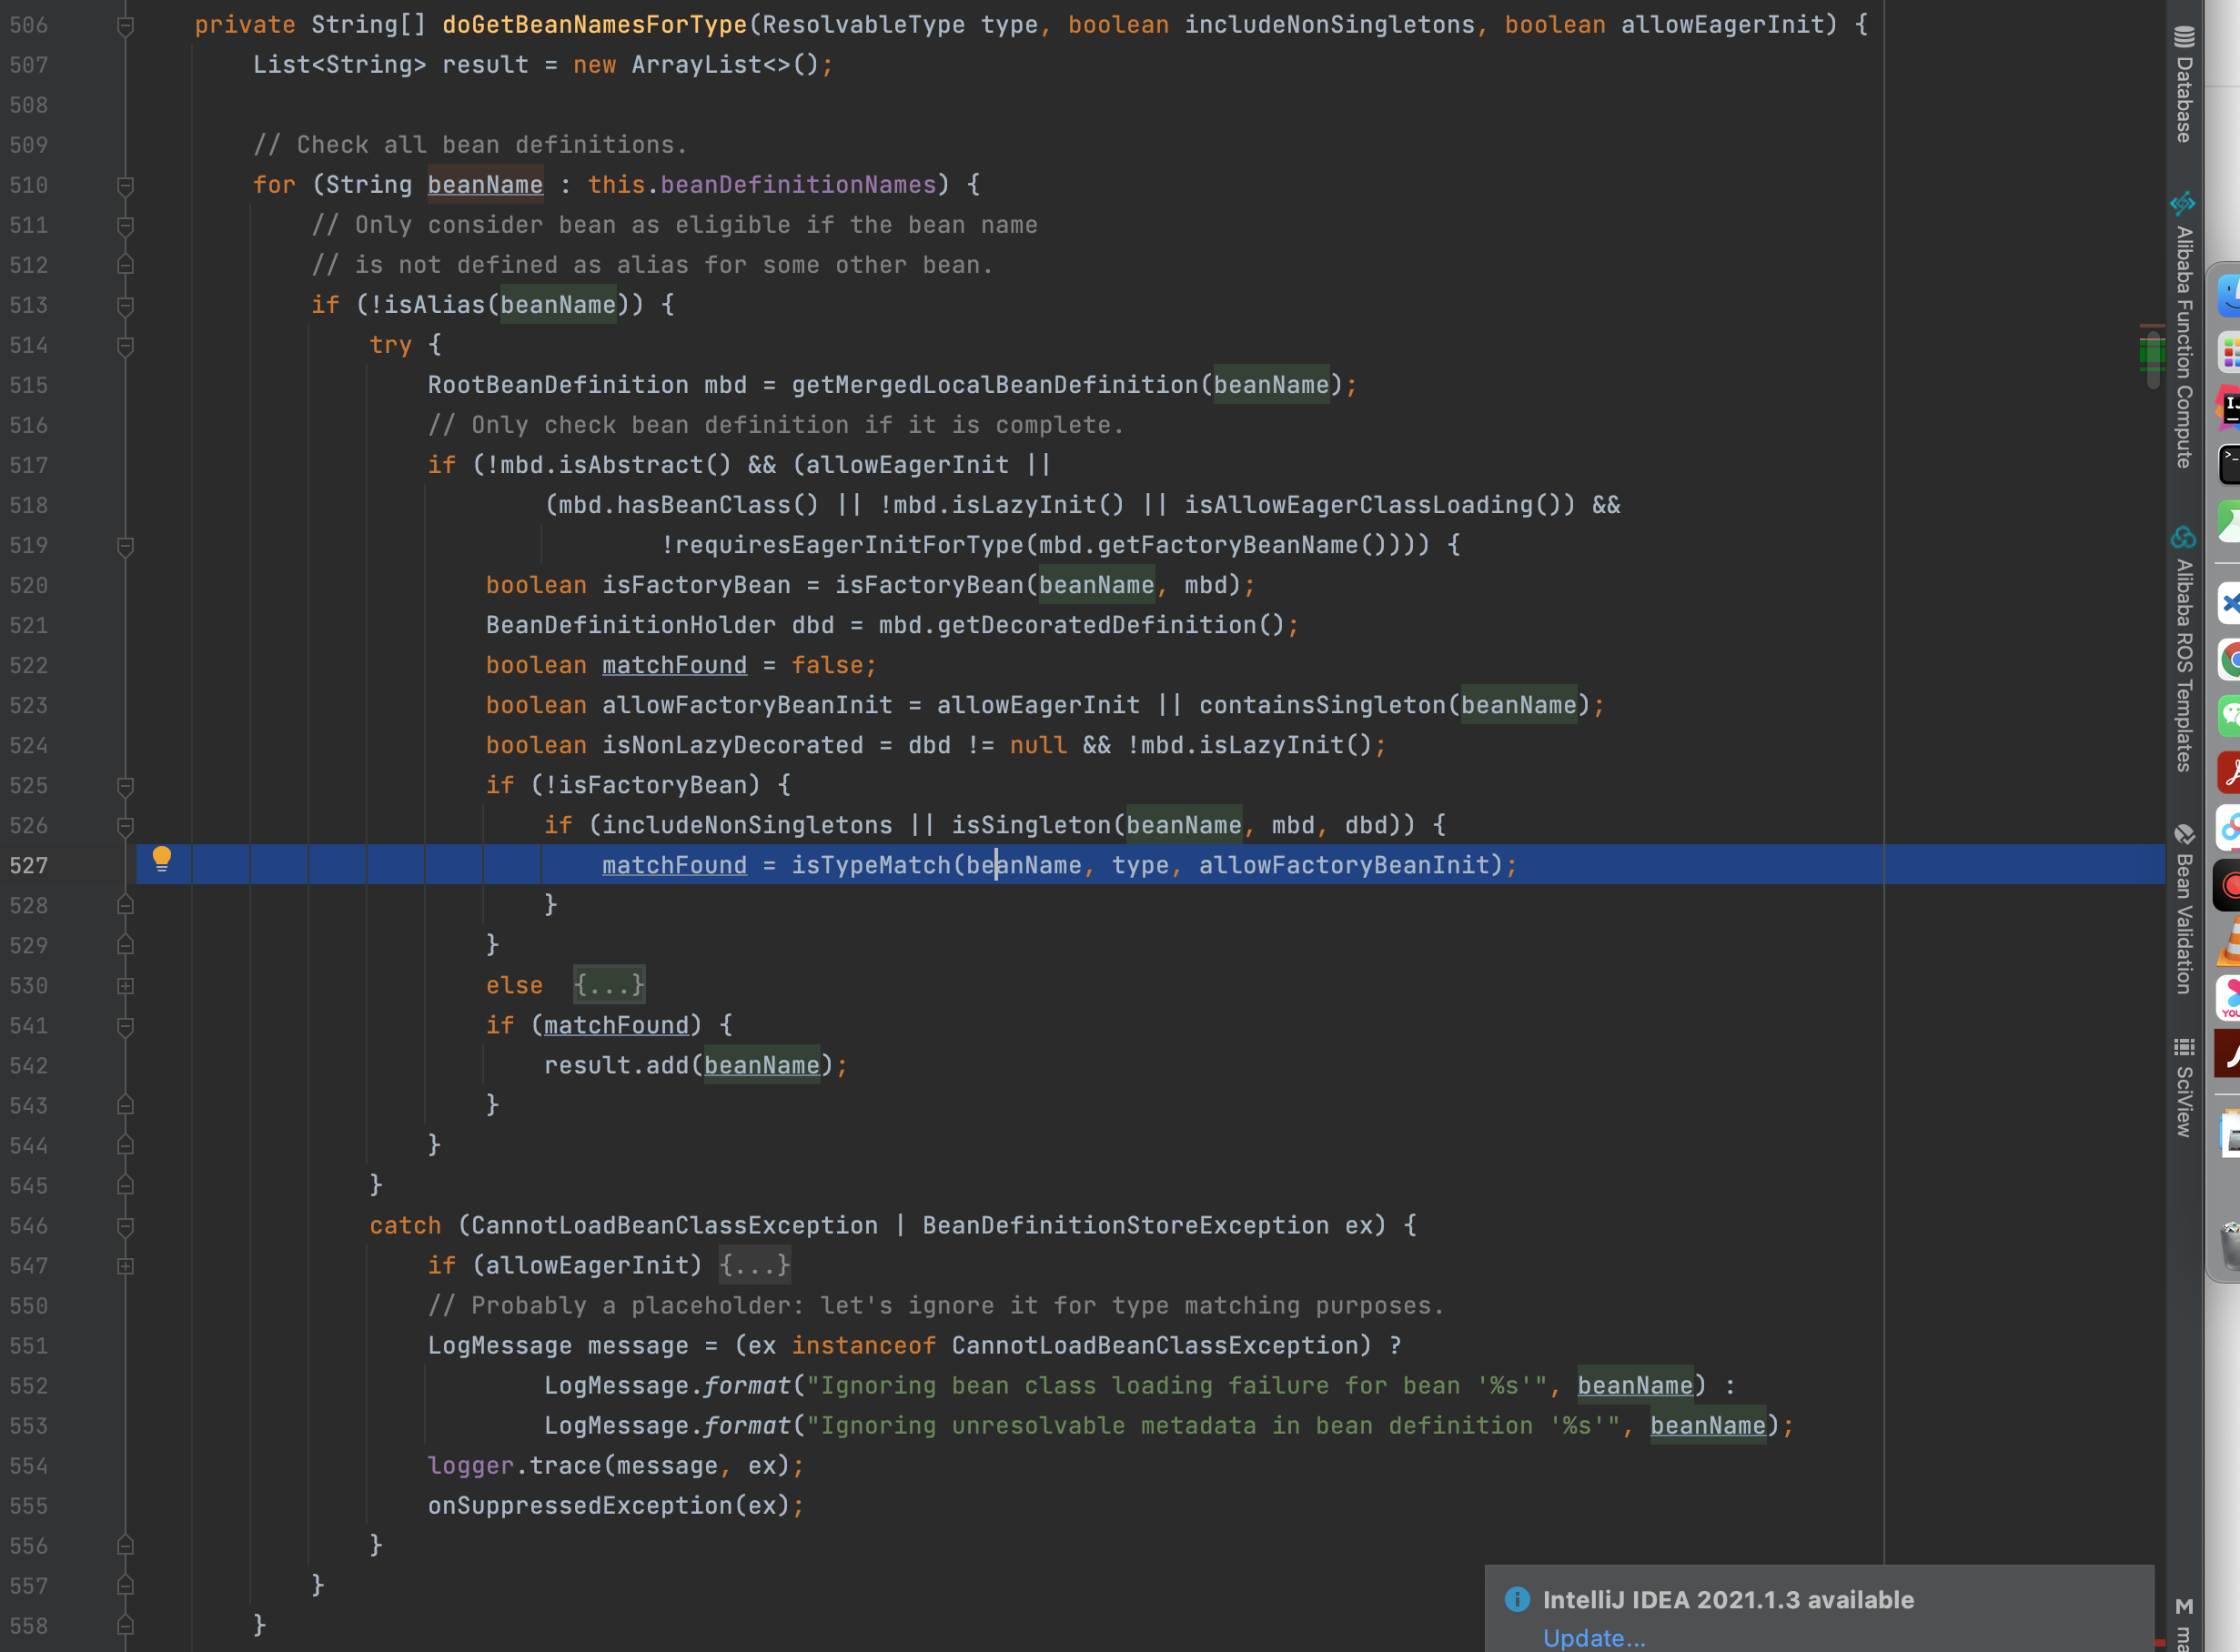 506 private String[] doGetBeanNamesForType(ResolvableType type, boolean includeNonSingletons, boolean allowEagerInit) {
507 List<String> result = new ArrayList<>();
508
509 // Check all bean definitions.
510 for (String beanName : this.beanDefinitionNames) {
511 // Only consider bean as eligible if the bean name
512 // is not defined as alias for some other bean.
513 if (!isAlias(beanName)) {
514 try {
515 RootBeanDefinition mbd = getMergedLocalBeanDefinition(beanName);
516 // Only check bean definition if it is complete.
517 if (!mbd.isAbstract() && (allowEagerInit ||
518 (mbd.hasBeanClass() || !mbd.isLazyInit() || isAllowEagerClassLoading()) &&
519 !requiresEagerInitForType(mbd.getFactoryBeanName()))) {
520 boolean isFactoryBean = isFactoryBean(beanName, mbd);
521 BeanDefinitionHolder dbd = mbd.getDecoratedDefinition();
522 boolean matchFound = false;
523 boolean allowFactoryBeanInit = allowEagerInit || containsSingleton(beanName);
524 boolean isNonLazyDecorated = dbd != null && !mbd.isLazyInit();
525 if (!isFactoryBean) {
526 if (includeNonSingletons || isSingleton(beanName, mbd, dbd)) {
527 matchFound = isTypeMatch(beanName, type, allowFactoryBeanInit);
528 }
529 }
530 else {...}
541 if (matchFound) {
542 result.add(beanName);
543 }
544 }
545 }
546 catch (CannotLoadBeanClassException | BeanDefinitionStoreException ex) {
547 if (allowEagerInit) {...}
550 // Probably a placeholder: let's ignore it for type matching purposes.
551 LogMessage message = (ex instanceof CannotLoadBeanClassException) ?
552 LogMessage.format("Ignoring bean class loading failure for bean '%s'", beanName) :
553 LogMessage.format("Ignoring unresolvable metadata in bean definition '%s'", beanName);
554 logger.trace(message, ex);
555 onSuppressedException(ex);
556 }
557 }
558 }
IntelliJ IDEA 2021.1.3 available
Update...
Database
Alibaba Function Compute
Alibaba ROS Templates
Bean Validation
SciView